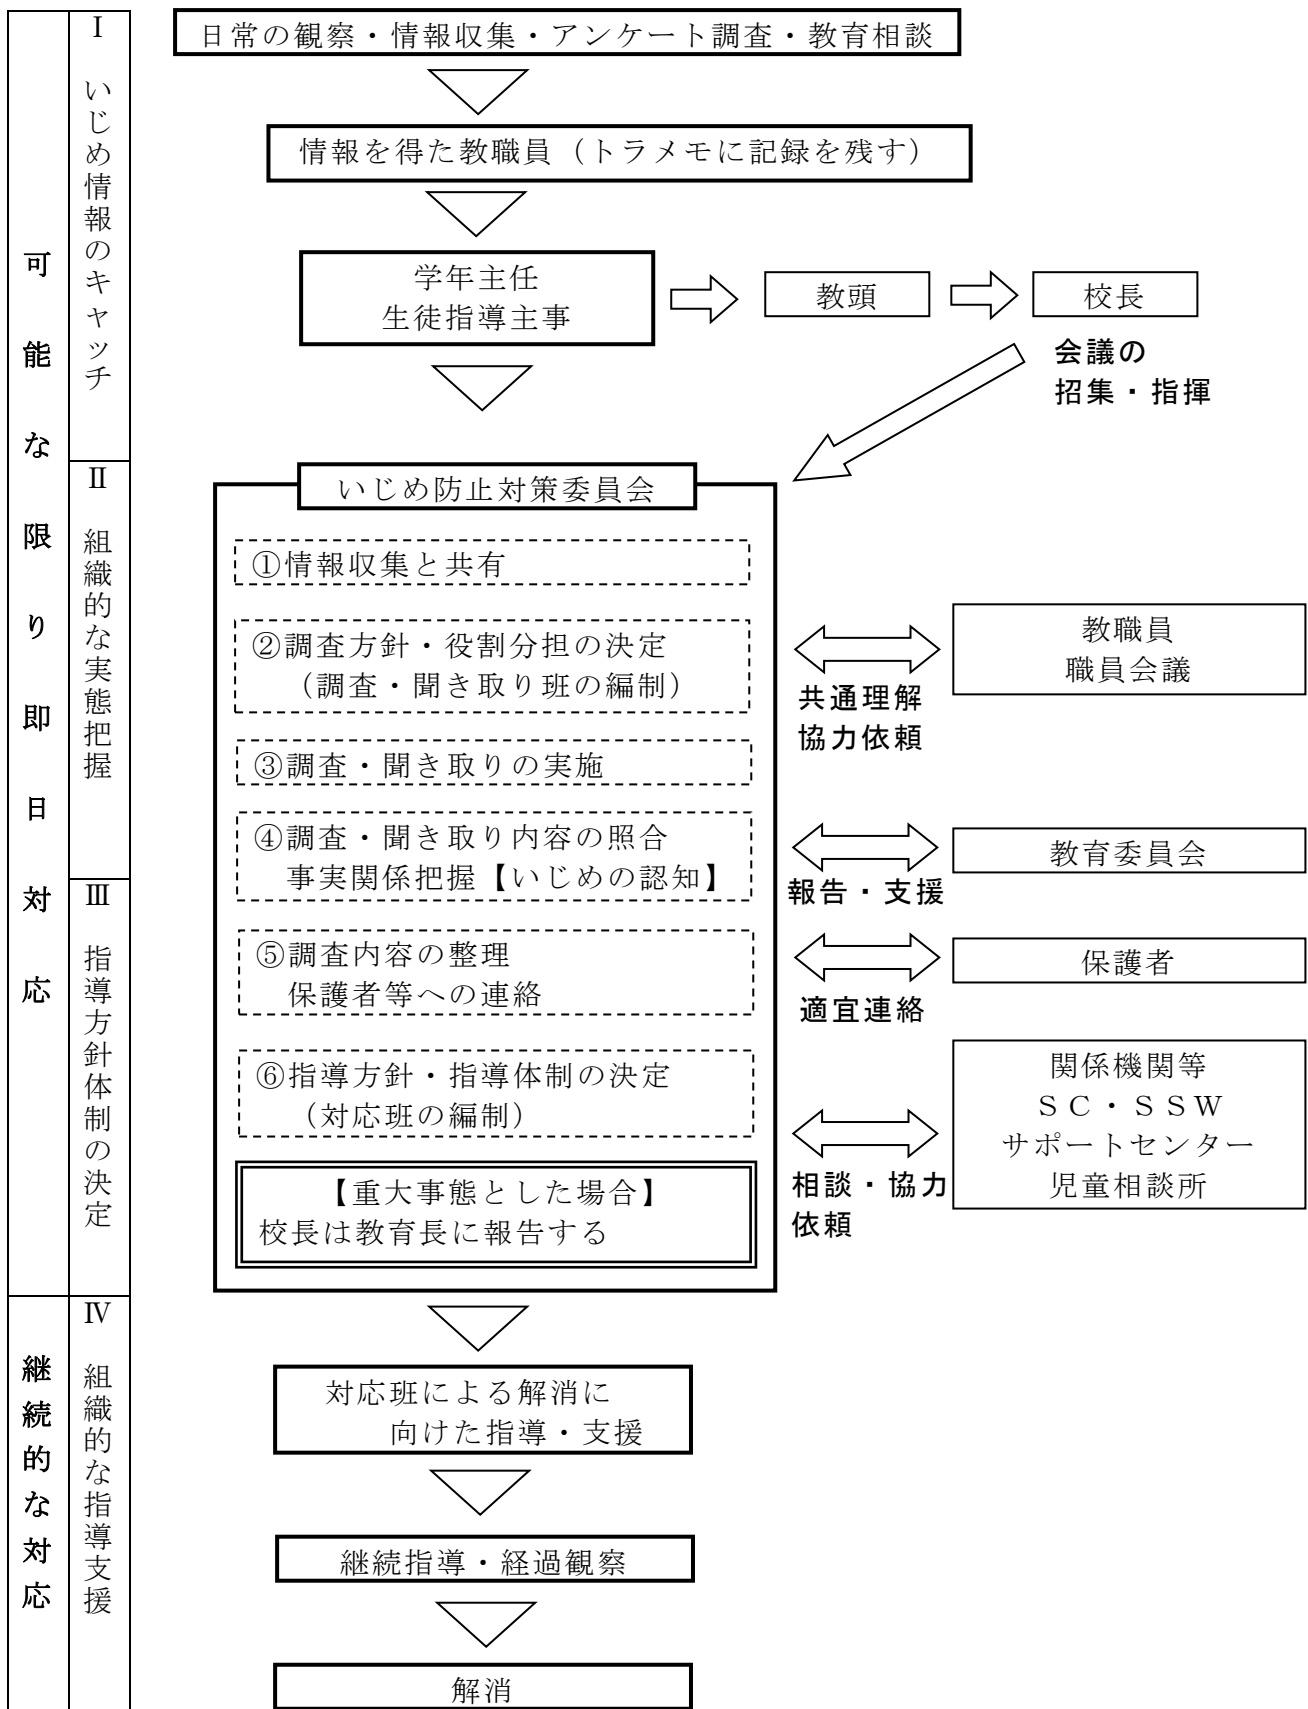 可能な限り即日対応
継続的な対応
Ⅰ いじめ情報のキャッチ
Ⅱ 組織的な実態把握
Ⅲ 指導方針体制の決定
Ⅳ 組織的な指導支援
日常の観察・情報収集・アンケート調査・教育相談
情報を得た教職員（トラメモに記録を残す）
学年主任
生徒指導主事
教頭
校長
会議の
招集・指揮
いじめ防止対策委員会
①情報収集と共有
②調査方針・役割分担の決定
（調査・聞き取り班の編制）
③調査・聞き取りの実施
④調査・聞き取り内容の照合
事実関係把握【いじめの認知】
⑤調査内容の整理
保護者等への連絡
⑥指導方針・指導体制の決定
（対応班の編制）
【重大事態とした場合】
校長は教育長に報告する
教職員
職員会議
共通理解
協力依頼
教育委員会
報告・支援
保護者
適宜連絡
関係機関等
ＳＣ・ＳＳＷ
サポートセンター
児童相談所
相談・協力
依頼
対応班による解消に
向けた指導・支援
継続指導・経過観察
解消